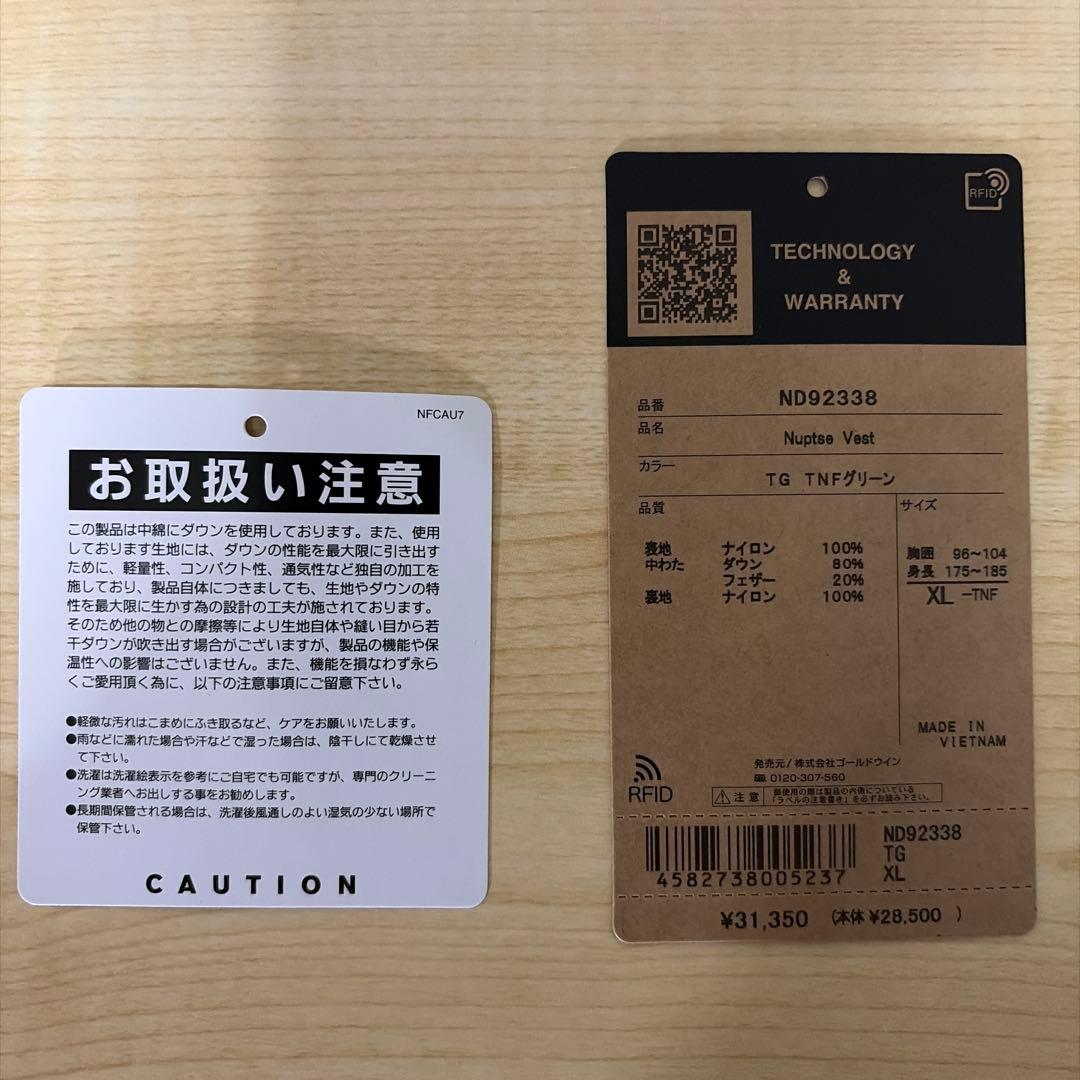 NFCAU7
お取扱い注意
この製品は中綿にダウンを使用しております。また、使用
しております生地には、ダウンの性能を最大限に引き出す
ために、軽量性、コンパクト性、通気性など独自の加工を
施しており、製品自体につきましても、生地やダウンの特
性を最大限に生かす為の設計の工夫が施されております。
そのため他の物との摩擦等により生地自体や縫い目から若
干ダウンが吹き出す場合がございますが、製品の機能や保
温性への影響はございません。また、機能を損なわず永ら
くご愛用頂く為に、以下の注意事項にご留意下さい。
●軽微な汚れはこまめにふき取るなど、ケアをお願いいたします。
●雨などに濡れた場合や汗などで湿った場合は、陰干しにて乾燥させ
て下さい。
●洗濯は洗濯絵表示を参考にご自宅でも可能ですが、専門のクリーニ
ング業者へお出しする事をお勧めします。
●長期間保管される場合は、洗濯後風通しのよい湿気の少ない場所で
保管下さい。
CAUTION
RFID
TECHNOLOGY
&
WARRANTY
品番 ND92338
品名 Nuptse Vest
カラー TG TNFグリーン
品質
表地 ナイロン 100%
中わた ダウン 80%
フェザー 20%
裏地 ナイロン 100%
サイズ
胸囲 96〜104
身長 175〜185
XL -TNF
MADE IN
VIETNAM
発売元/株式会社ゴールドウイン
0120-307-560
RFID
注意 御使用の際は製品の内側についている
「ラベルの注意書き」を必ずお読み下さい。
4582738005237
ND92338
TG
XL
¥31,350 (本体 ¥28,500 )